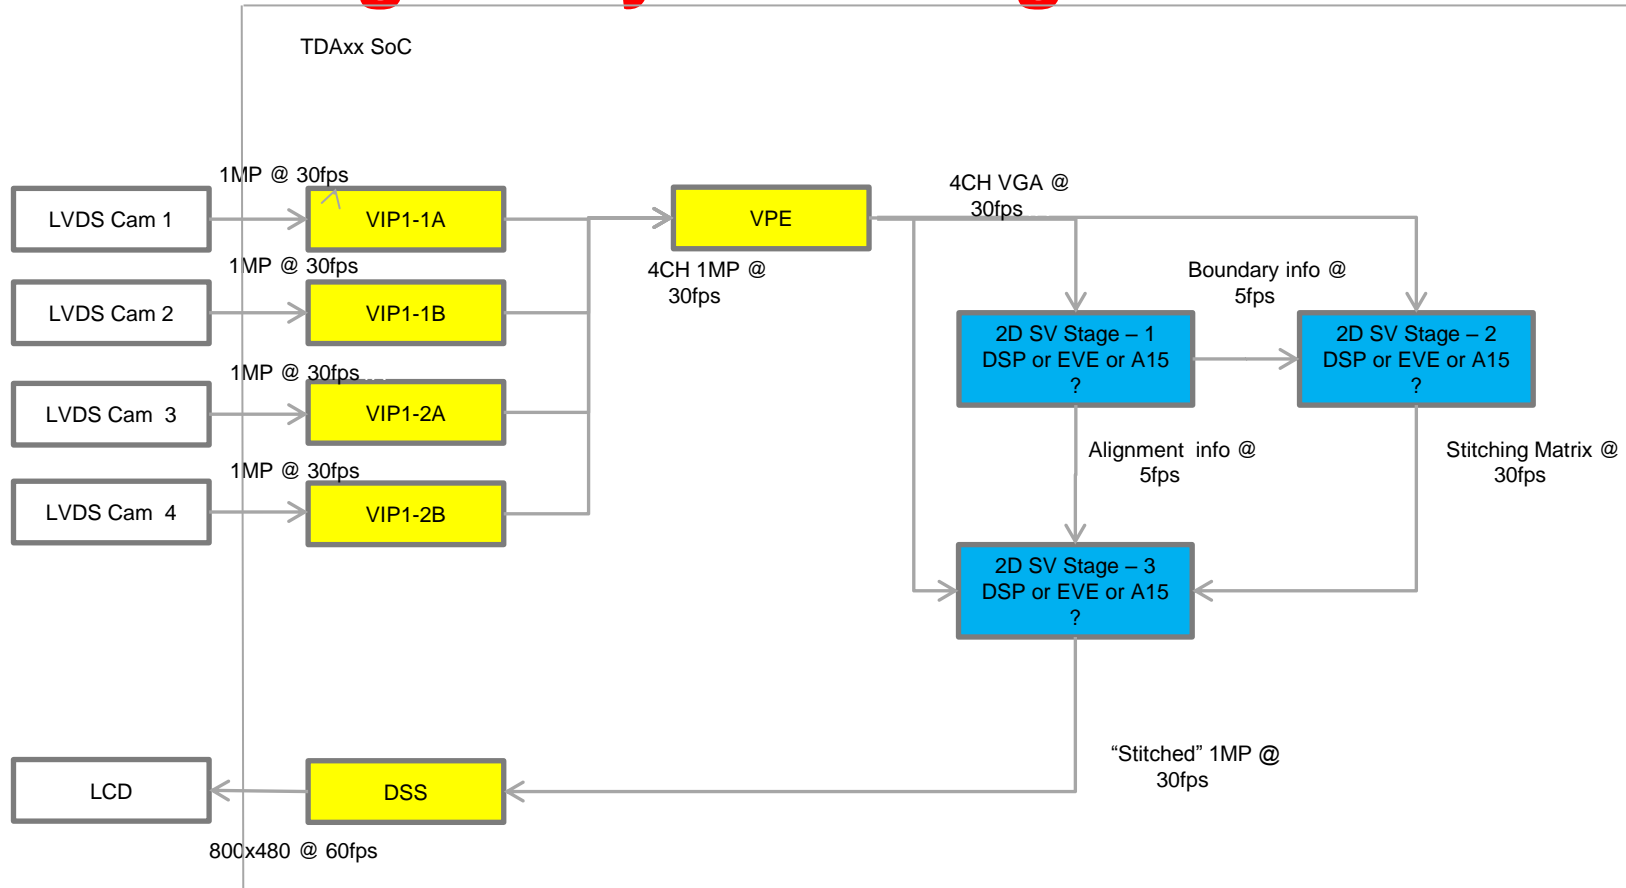 TDAxx SoC
1MP @ 30fps
LVDS Cam 1
VIP1-1A
VPE
4CH VGA @
30fps
1MP @ 30fps
4CH 1MP @
30fps
Boundary info @
5fps
LVDS Cam 2
VIP1-1B
2D SV Stage – 1
DSP or EVE or A15
?
2D SV Stage – 2
DSP or EVE or A15
?
1MP @ 30fps
LVDS Cam  3
VIP1-2A
Alignment  info @
5fps
Stitching Matrix @
30fps
1MP @ 30fps
LVDS Cam  4
VIP1-2B
2D SV Stage – 3
DSP or EVE or A15
?
“Stitched” 1MP @
30fps
LCD
DSS
800x480 @ 60fps